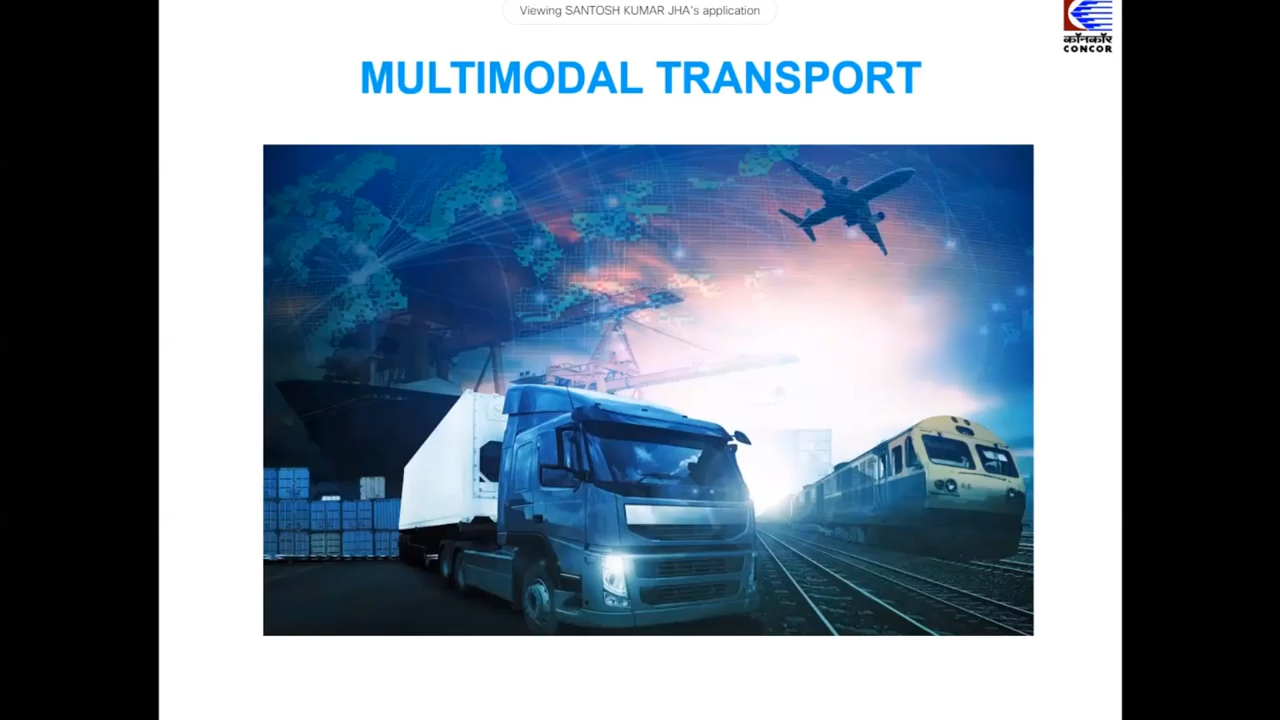 Viewing SANTOSH KUMAR JHA's application
कॉनकॉर
CONCOR
MULTIMODAL TRANSPORT